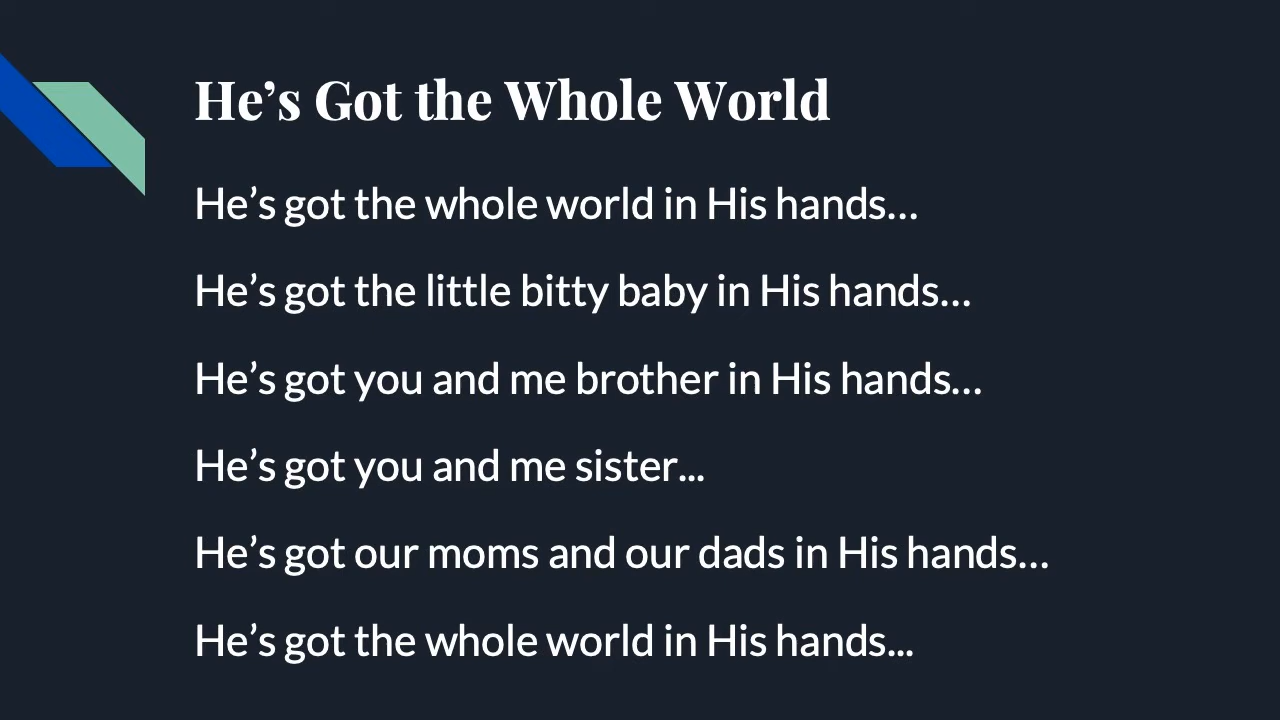 He’s Got the Whole World
He’s got the whole world in His hands…
He’s got the little bitty baby in His hands…
He’s got you and me brother in His hands…
He’s got you and me sister...
He’s got our moms and our dads in His hands…
He’s got the whole world in His hands...